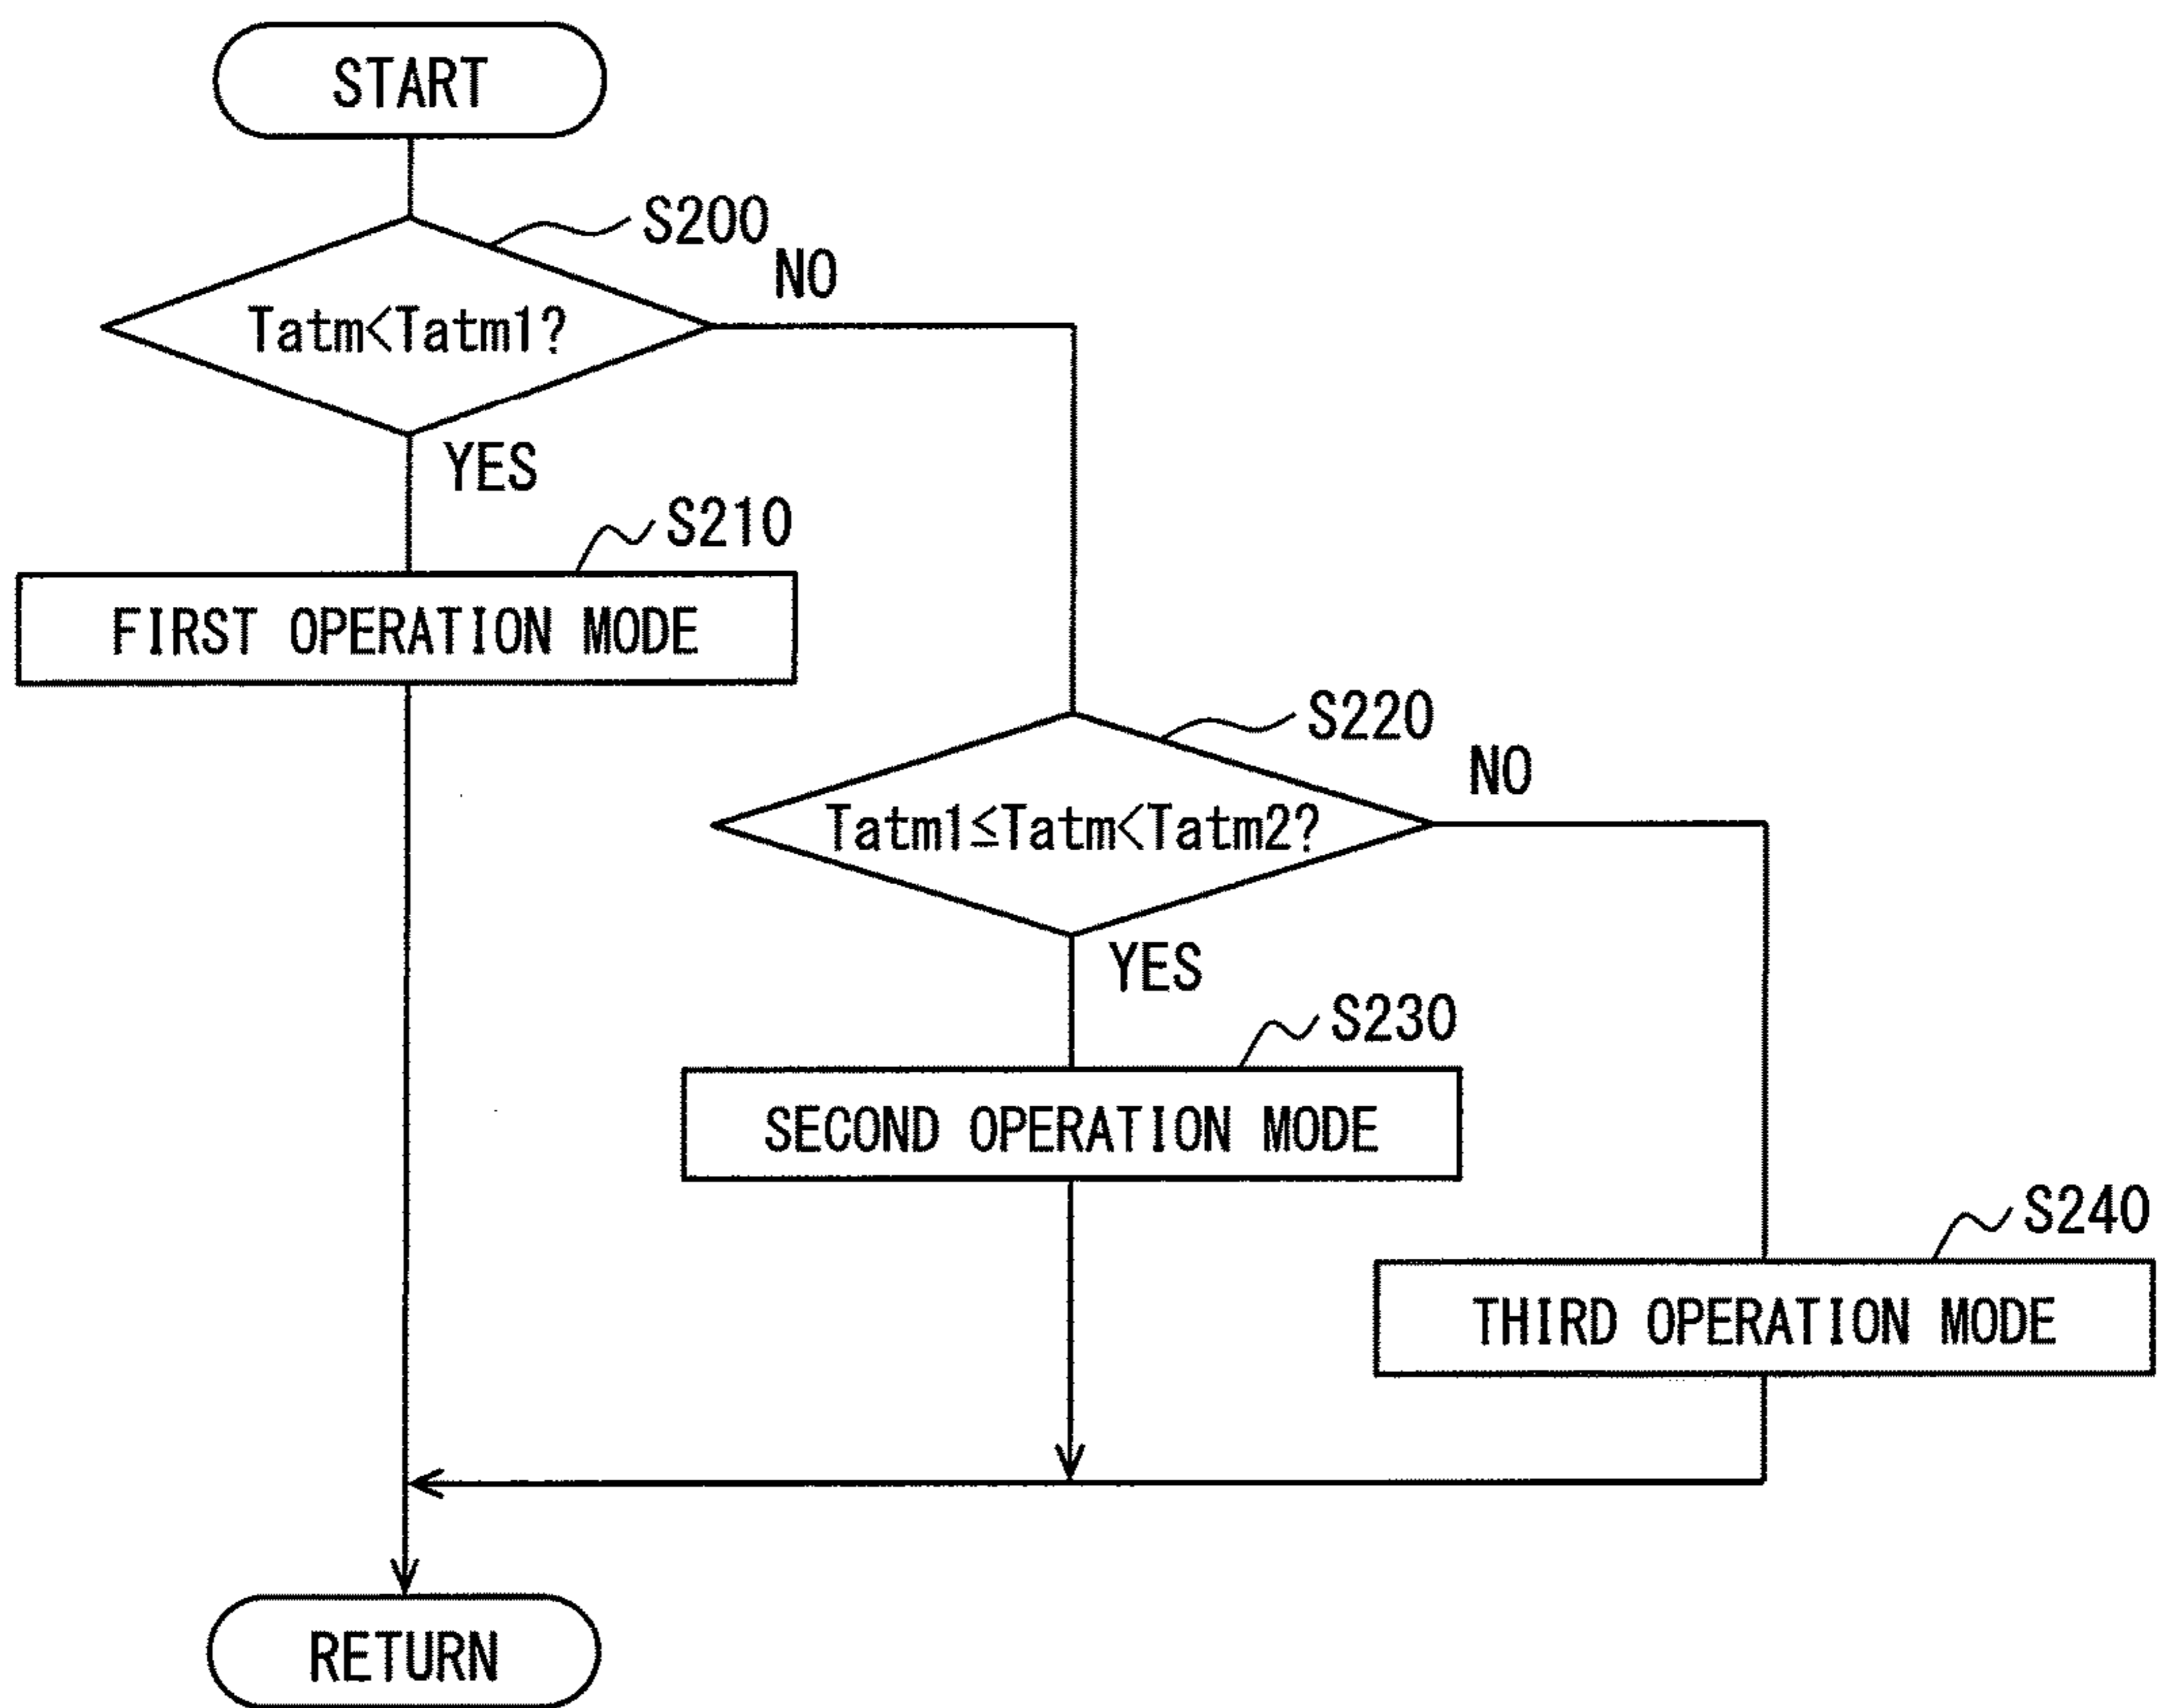 START
S200
NO
Tatm<Tatm1?
YES
S210
FIRST OPERATION MODE
S220
NO
Tatm1≤Tatm<Tatm2?
YES
S230
SECOND OPERATION MODE
S240
THIRD OPERATION MODE
RETURN